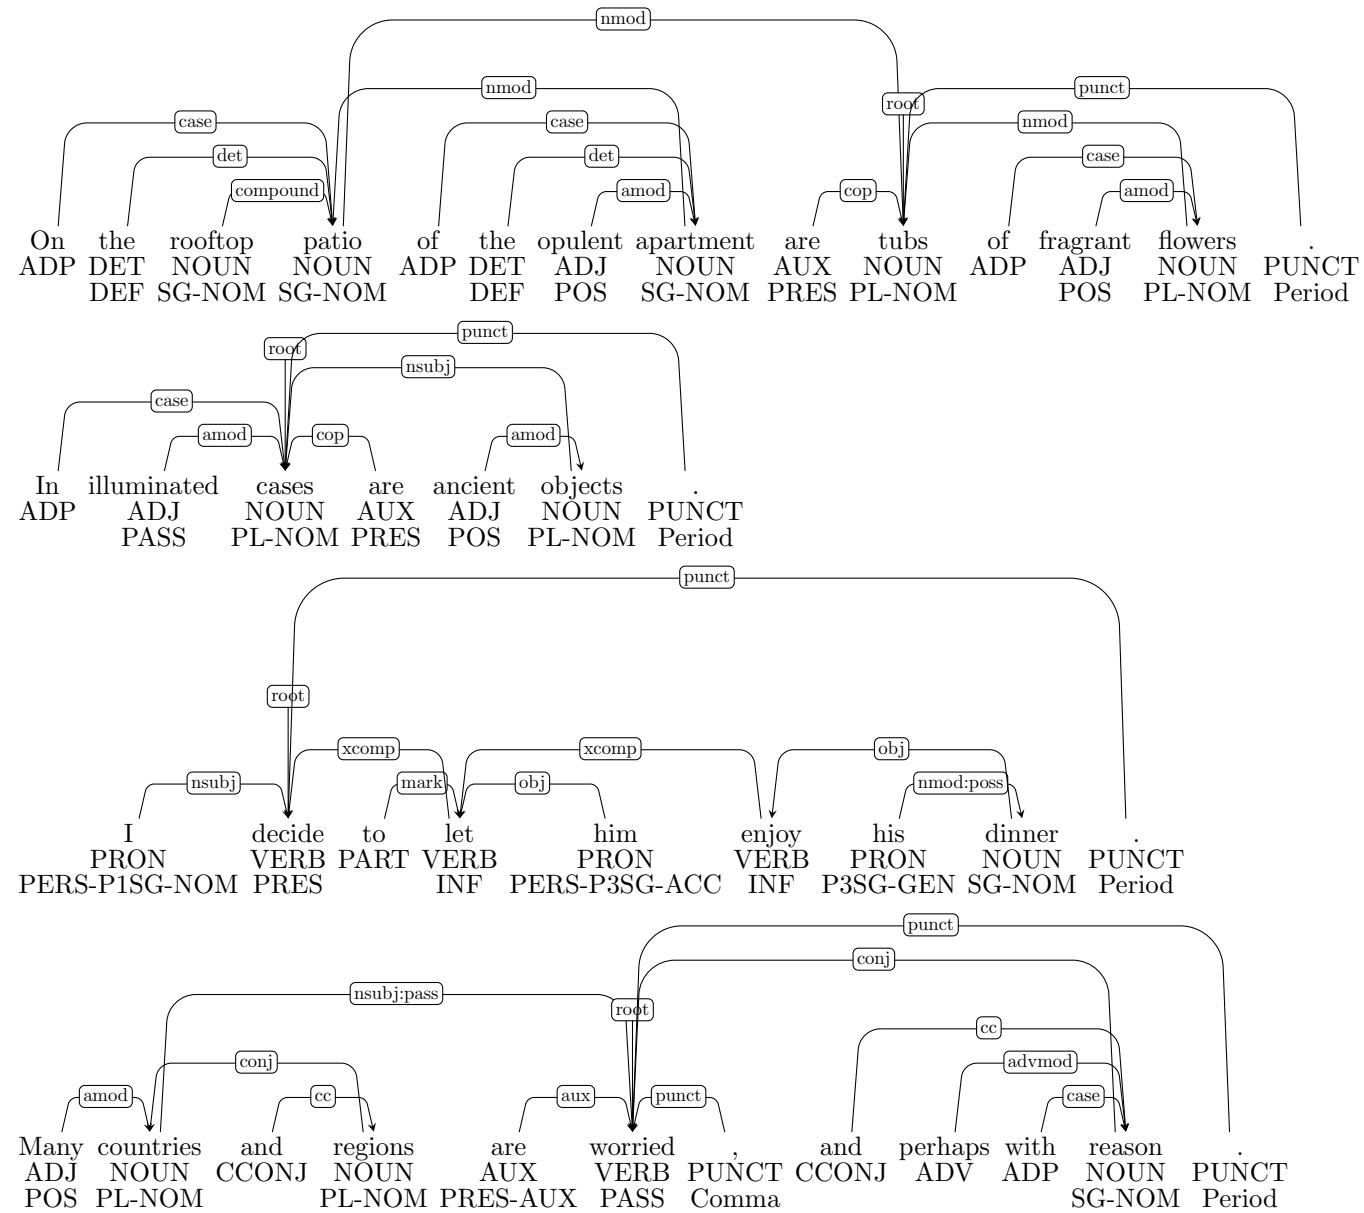 nmod
nmod punct
root
case case nmod
det det case
compound amod cop amod
On the rooftop patio of the opulent apartment are tubs of fragrant flowers .
ADP DET NOUN NOUN ADP DET ADJ NOUN AUX NOUN ADP ADJ NOUN PUNCT
DEF SG-NOM SG-NOM DEF POS SG-NOM PRES PL-NOM POS PL-NOM Period
punct
root
nsubj
case
amod cop amod
In illuminated cases are ancient objects .
ADP ADJ NOUN AUX ADJ NOUN PUNCT
PASS PL-NOM PRES POS PL-NOM Period
punct
root
xcomp xcomp obj
nsubj mark obj nmod:poss
I decide to let him enjoy his dinner .
PRON VERB PART VERB PRON VERB PRON NOUN PUNCT
PERS-P1SG-NOM PRES INF PERS-P3SG-ACC INF P3SG-GEN SG-NOM Period
punct
conj
nsubj:pass
root
cc
conj advmod
amod cc aux punct case
Many countries and regions are worried , and perhaps with reason .
ADJ NOUN CCONJ NOUN AUX VERB PUNCT CCONJ ADV ADP NOUN PUNCT
POS PL-NOM PL-NOM PRES-AUX PASS Comma SG-NOM Period